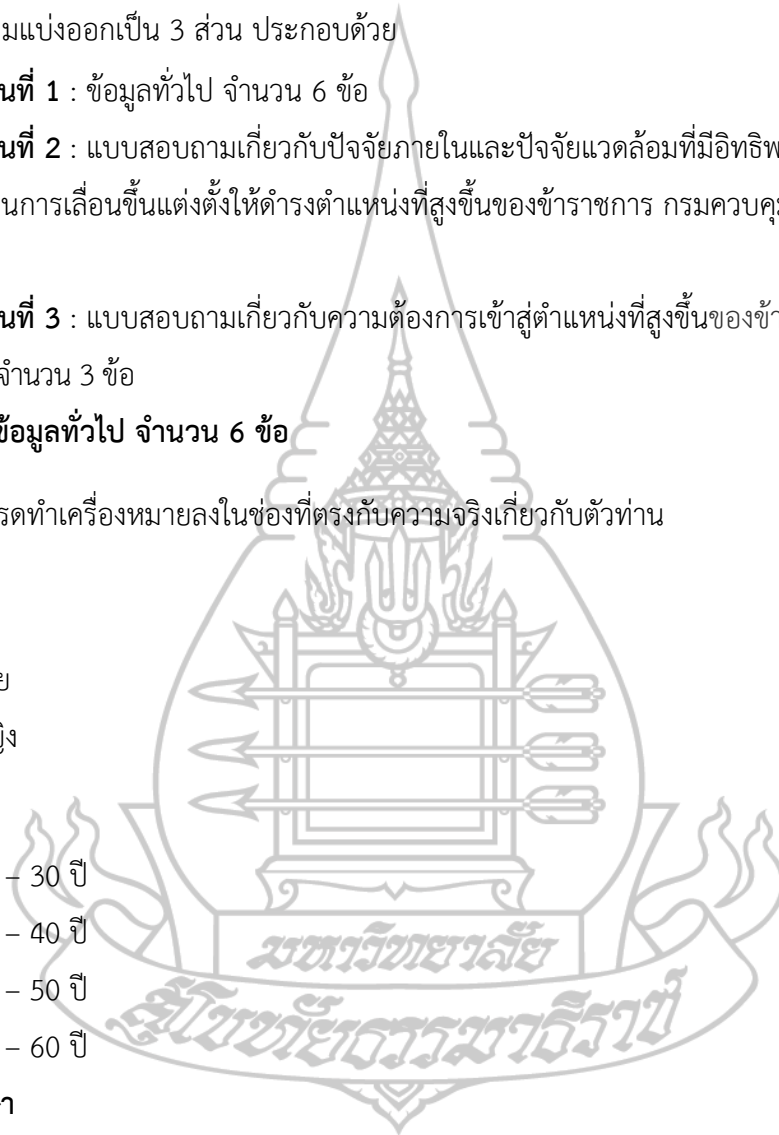 มแบ่งออกเป็น 3 ส่วน ประกอบด้วย
นที่ 1 : ข้อมูลทั่วไป จำนวน 6 ข้อ
นที่ 2 : แบบสอบถามเกี่ยวกับปัจจัยภายในและปัจจัยแวดล้อมที่มีอิทธิพ
นการเลื่อนขึ้นแต่งตั้งให้ดำรงตำแหน่งที่สูงขึ้นของข้าราชการ กรมควบคุม
นที่ 3 : แบบสอบถามเกี่ยวกับความต้องการเข้าสู่ตำแหน่งที่สูงขึ้นของข้า
จำนวน 3 ข้อ
ข้อมูลทั่วไป จำนวน 6 ข้อ
รดทำเครื่องหมายลงในช่องที่ตรงกับความจริงเกี่ยวกับตัวท่าน
ย
ญิง
– 30 ปี
– 40 ปี
– 50 ปี
– 60 ปี
มหาวิทยาลัย
สุโขทัยธรรมาธิราช